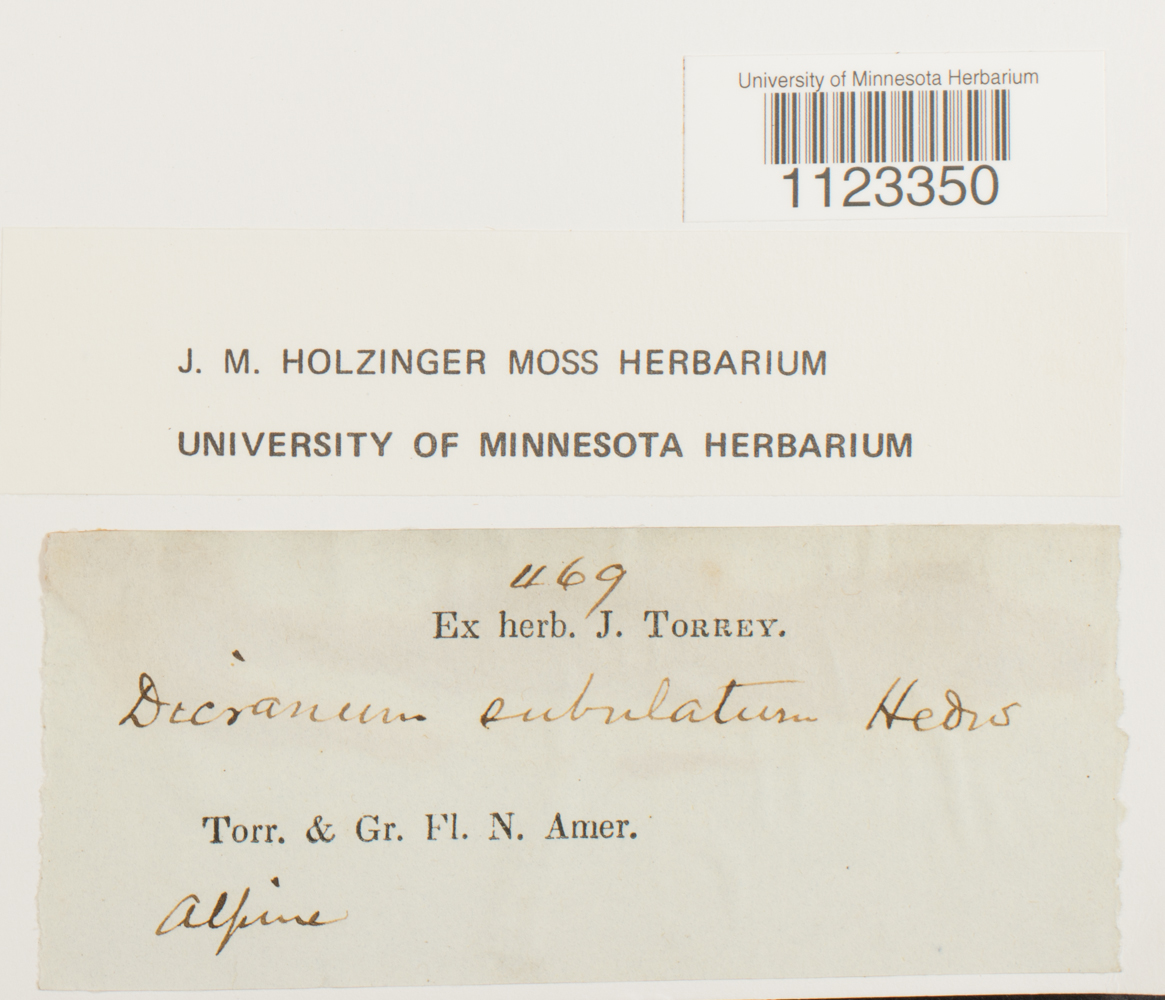 University of Minnesota Herbarium
1123350
J. M. HOLZINGER MOSS HERBARIUM
UNIVERSITY OF MINNESOTA HERBARIUM
469
Ex herb. J. TORREY.
Dicranum subulatum Hedw
Torr. & Gr. Fl. N. Amer.
Alpine